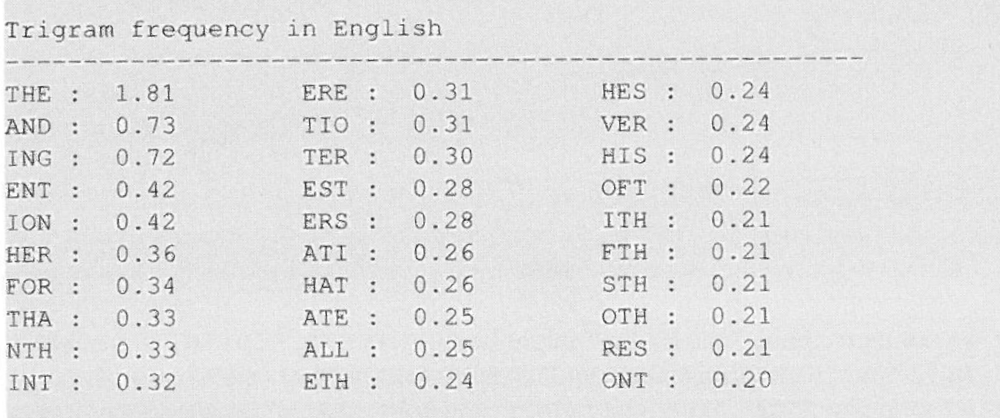 Trigram frequency in English
------------------------------------------------------
THE :  1.81        ERE :  0.31        HES :  0.24
AND :  0.73        TIO :  0.31        VER :  0.24
ING :  0.72        TER :  0.30        HIS :  0.24
ENT :  0.42        EST :  0.28        OFT :  0.22
ION :  0.42        ERS :  0.28        ITH :  0.21
HER :  0.36        ATI :  0.26        FTH :  0.21
FOR :  0.34        HAT :  0.26        STH :  0.21
THA :  0.33        ATE :  0.25        OTH :  0.21
NTH :  0.33        ALL :  0.25        RES :  0.21
INT :  0.32        ETH :  0.24        ONT :  0.20